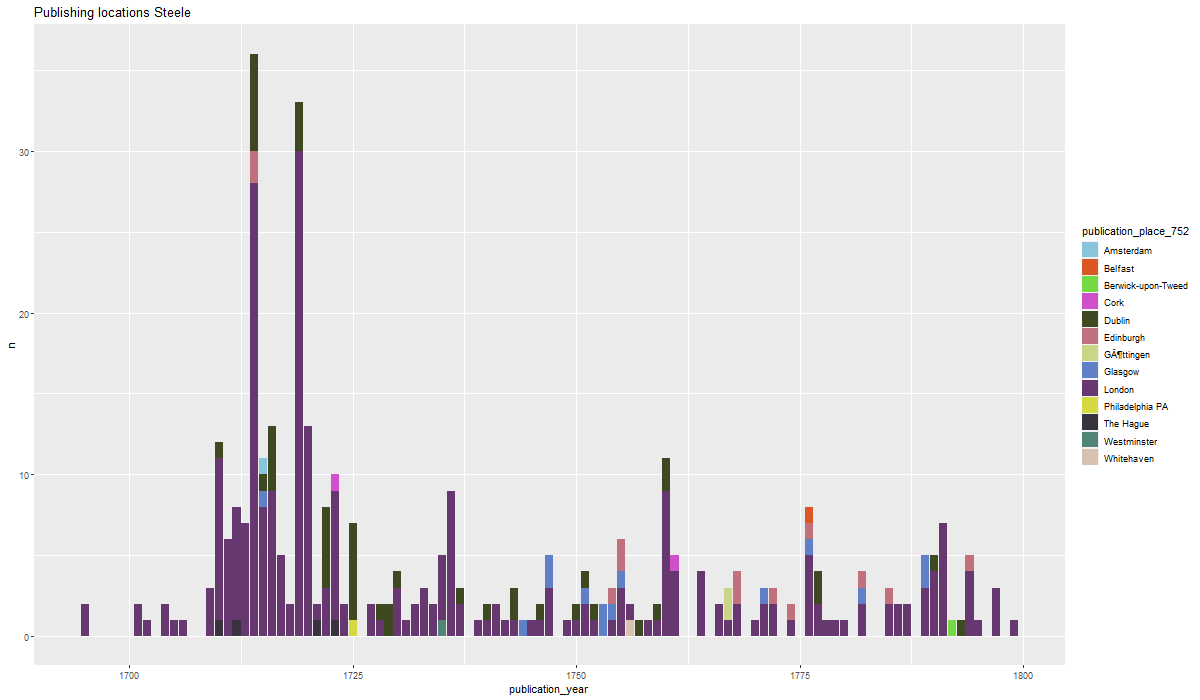 Publishing locations Steele
n
30
20
10
0
1700
1725
1750
1775
1800
publication_year
publication_place_752
Amsterdam
Belfast
Berwick-upon-Tweed
Cork
Dublin
Edinburgh
GÃ¶ttingen
Glasgow
London
Philadelphia PA
The Hague
Westminster
Whitehaven